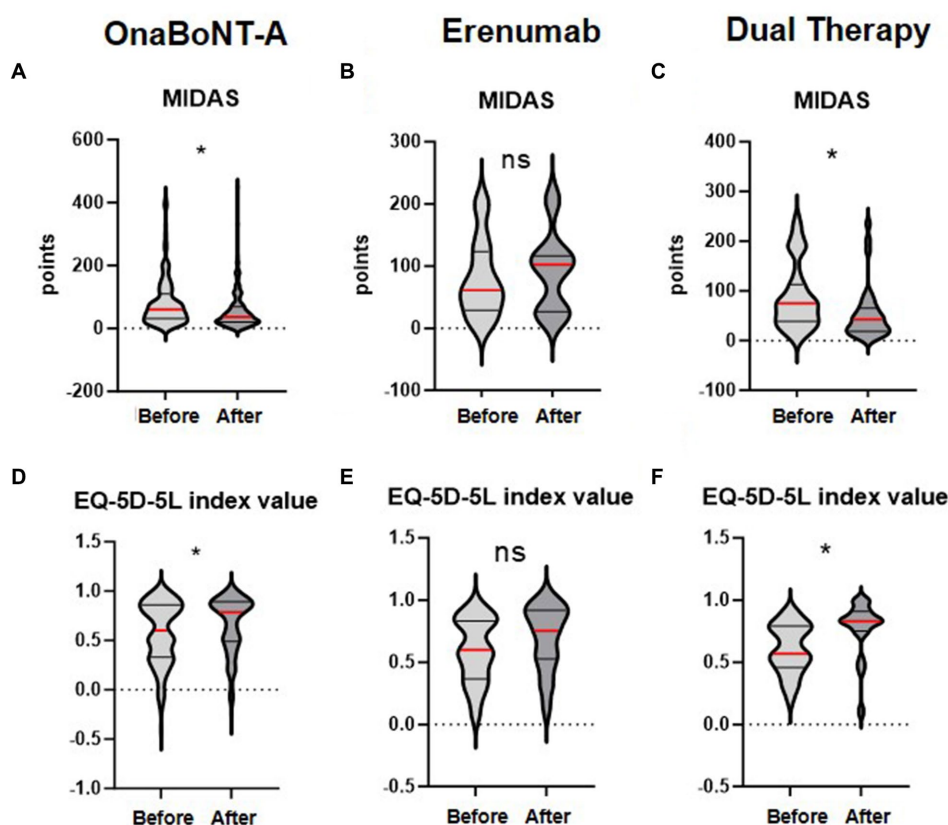 OnaBoNT-A Erenumab Dual Therapy
A B C
MIDAS MIDAS MIDAS
600 300 400
* ns *
300
400 200
200
points points points
200 100
100
0 0 0
-200 -100 -100
Before After Before After Before After
D E F
EQ-5D-5L index value EQ-5D-5L index value EQ-5D-5L index value
1.5 1.5 1.5
* ns *
1.0 1.0 1.0
0.5 0.5 0.5
0.0 0.0 0.0
-0.5
-1.0 -0.5 -0.5
Before After Before After Before After